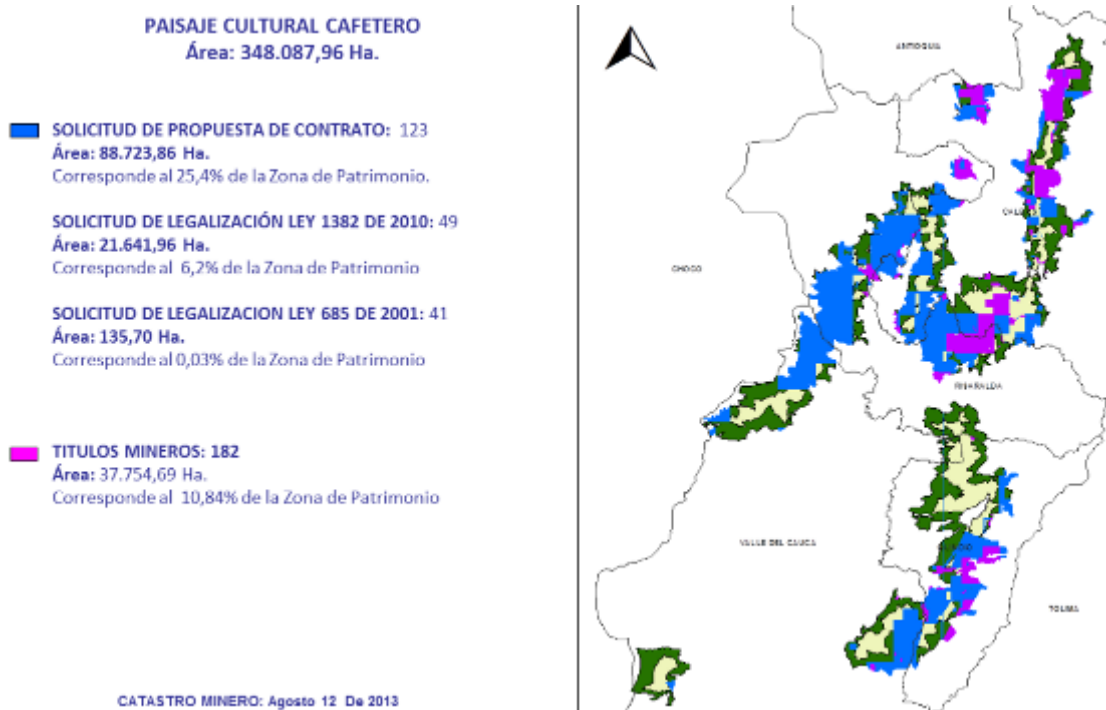 PAISAJE CULTURAL CAFETERO
Área: 348.087,96 Ha.
SOLICITUD DE PROPUESTA DE CONTRATO: 123
Área: 88.723,86 Ha.
Corresponde al 25,4% de la Zona de Patrimonio.
SOLICITUD DE LEGALIZACIÓN LEY 1382 DE 2010: 49
Área: 21.641,96 Ha.
Corresponde al 6,2% de la Zona de Patrimonio
SOLICITUD DE LEGALIZACION LEY 685 DE 2001: 41
Área: 135,70 Ha.
Corresponde al 0,03% de la Zona de Patrimonio
TITULOS MINEROS: 182
Área: 37.754,69 Ha.
Corresponde al 10,84% de la Zona de Patrimonio
CATASTRO MINERO: Agosto 12 De 2013
ANTIOQUIA
CHOCO
RISARALDA
VALLE DEL CAUCA
TOLIMA